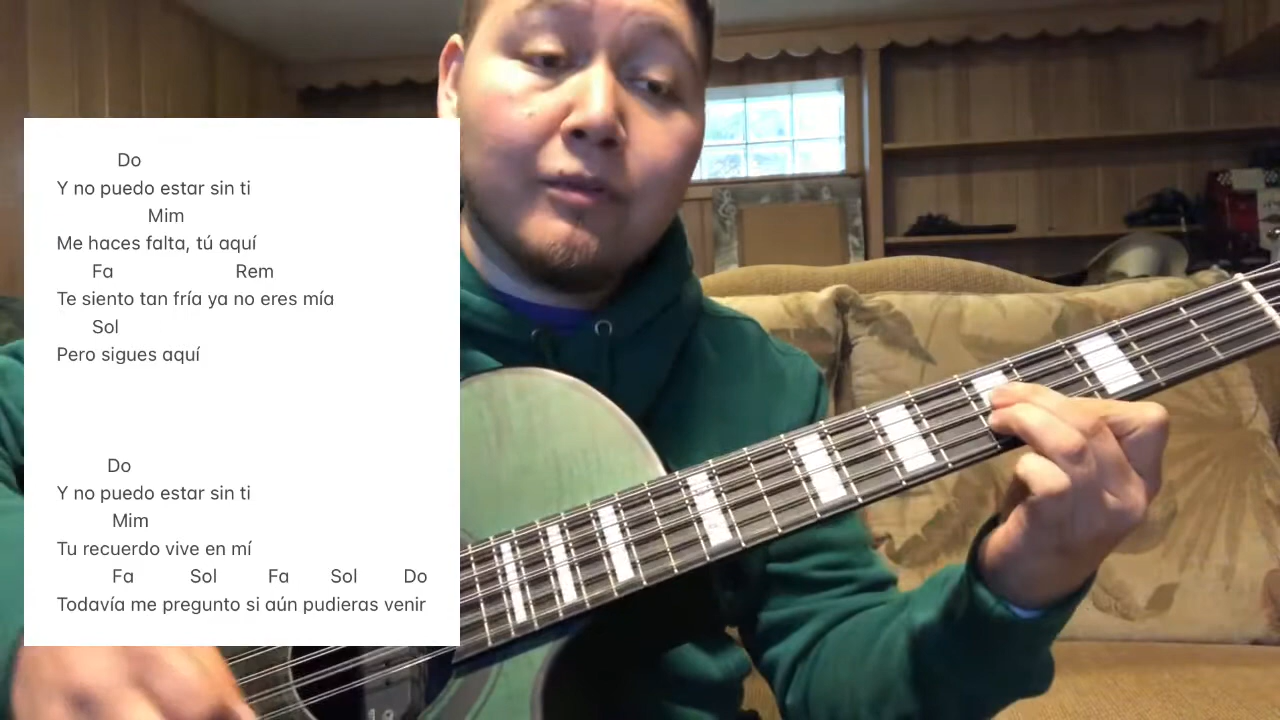 Do
Y no puedo estar sin ti
Mim
Me haces falta, tú aquí
Fa Rem
Te siento tan fría ya no eres mía
Sol
Pero sigues aquí
Do
Y no puedo estar sin ti
Mim
Tu recuerdo vive en mí
Fa Sol Fa Sol Do
Todavía me pregunto si aún pudieras venir